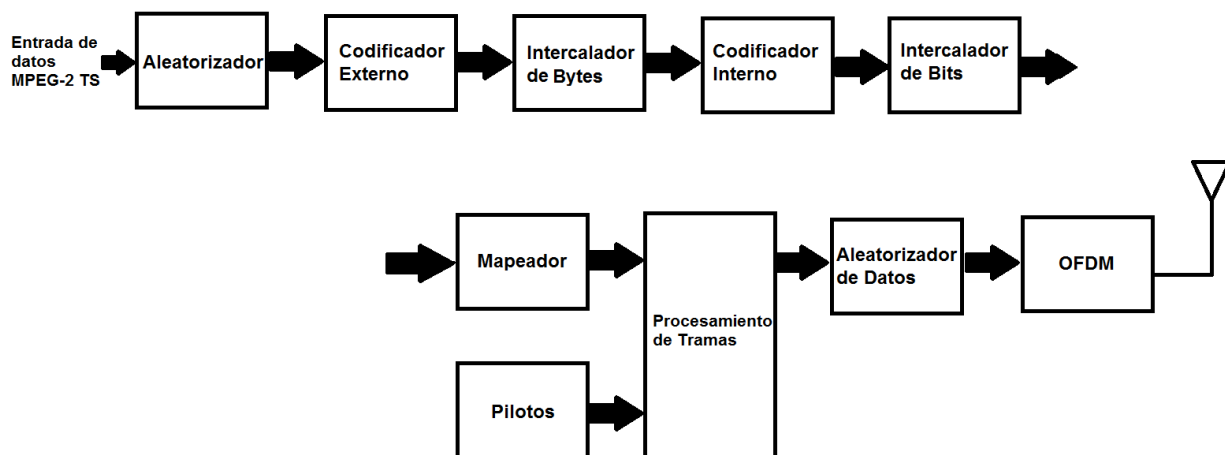 Entrada de
datos
MPEG-2 TS
Aleatorizador
Codificador
Externo
Intercalador
de Bytes
Codificador
Interno
Intercalador
de Bits
Mapeador
Pilotos
Procesamiento
de Tramas
Aleatorizador
de Datos
OFDM